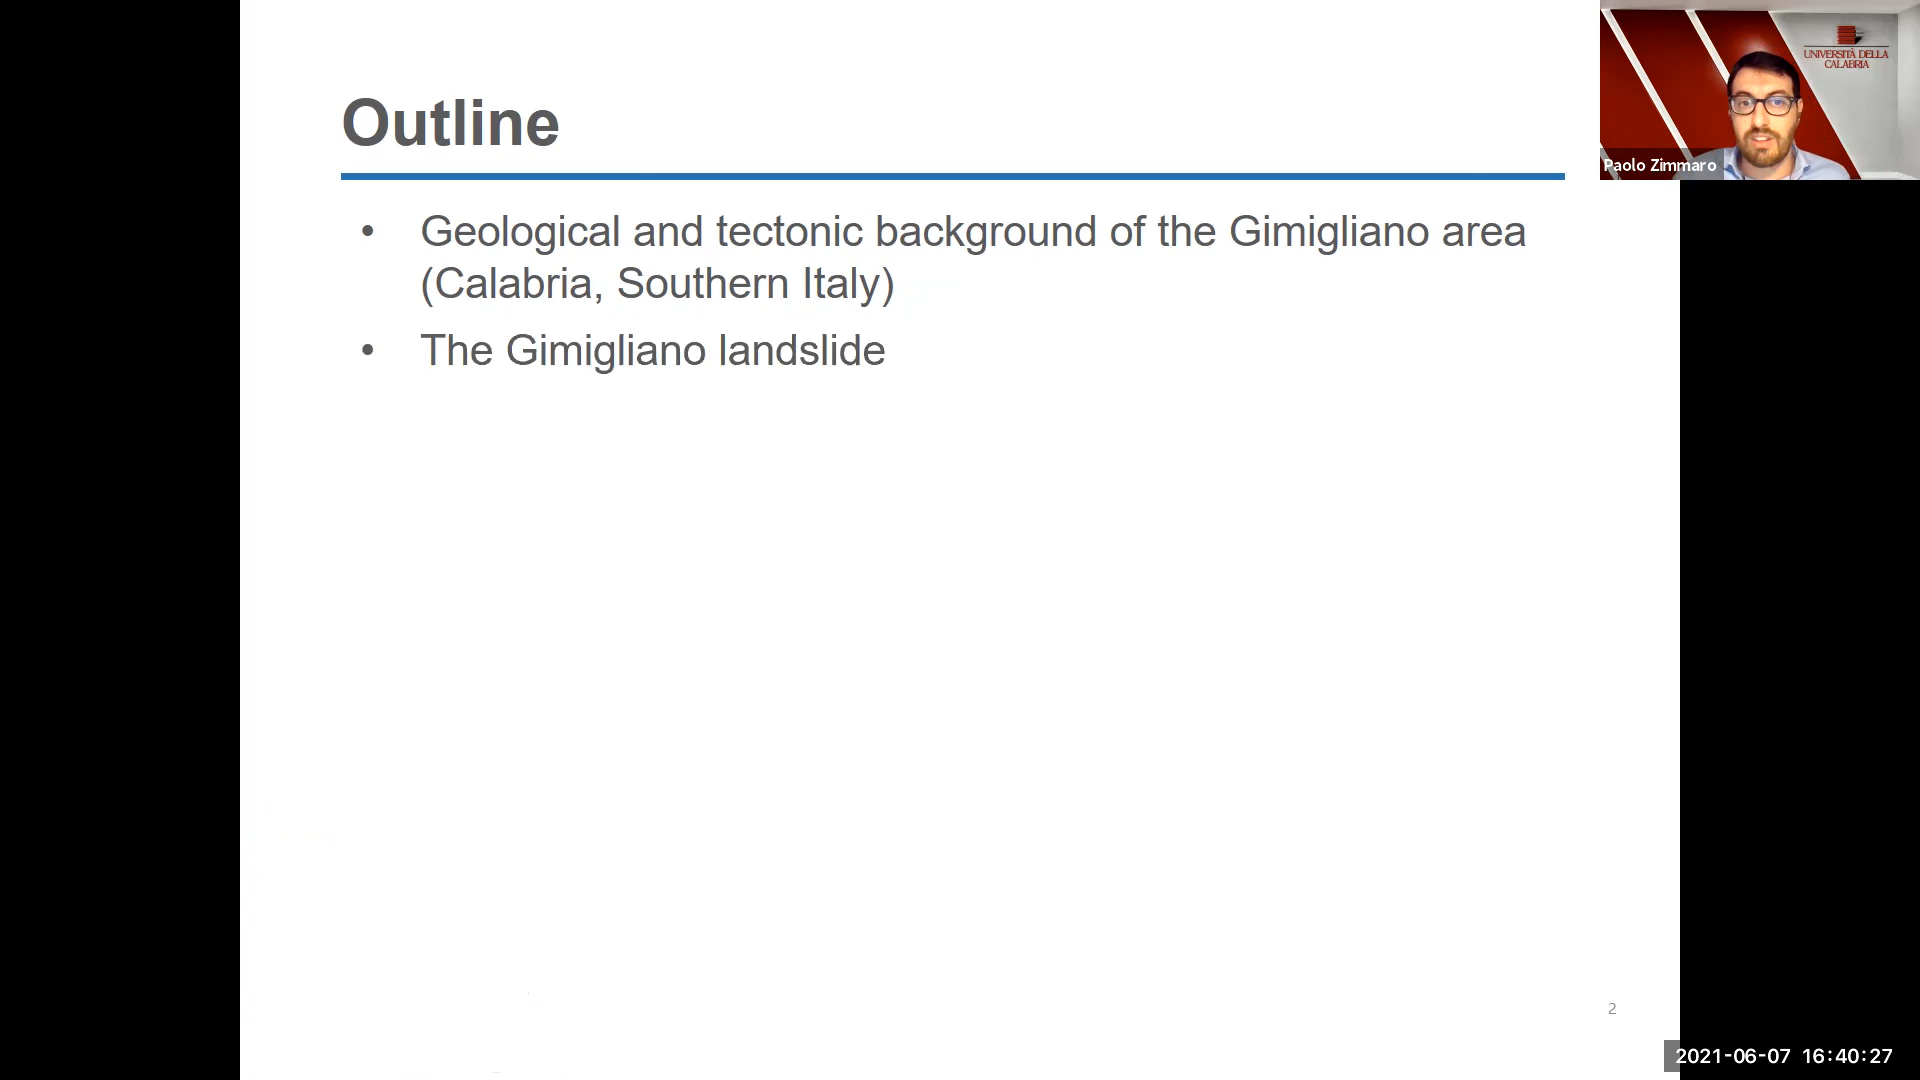 Outline
• Geological and tectonic background of the Gimigliano area
(Calabria, Southern Italy)
• The Gimigliano landslide
UNIVERSITÀ DELLA
CALABRIA
Paolo Zimmaro
2
2021-06-07 16:40:27